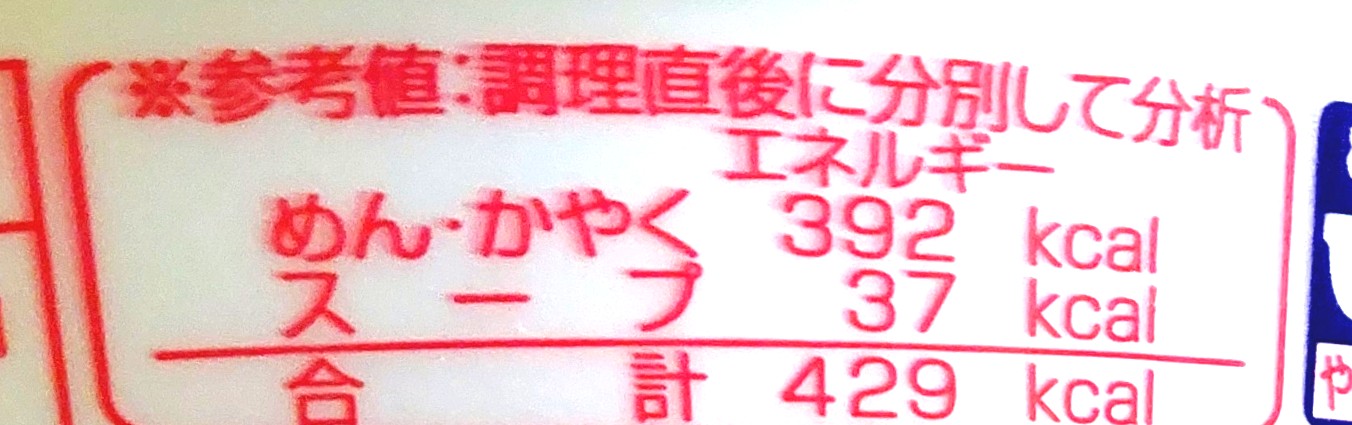 ※参考値:調理直後に分別して分析
エネルギー
めん・かやく 392 kcal
スープ 37 kcal
合計 429 kcal
や